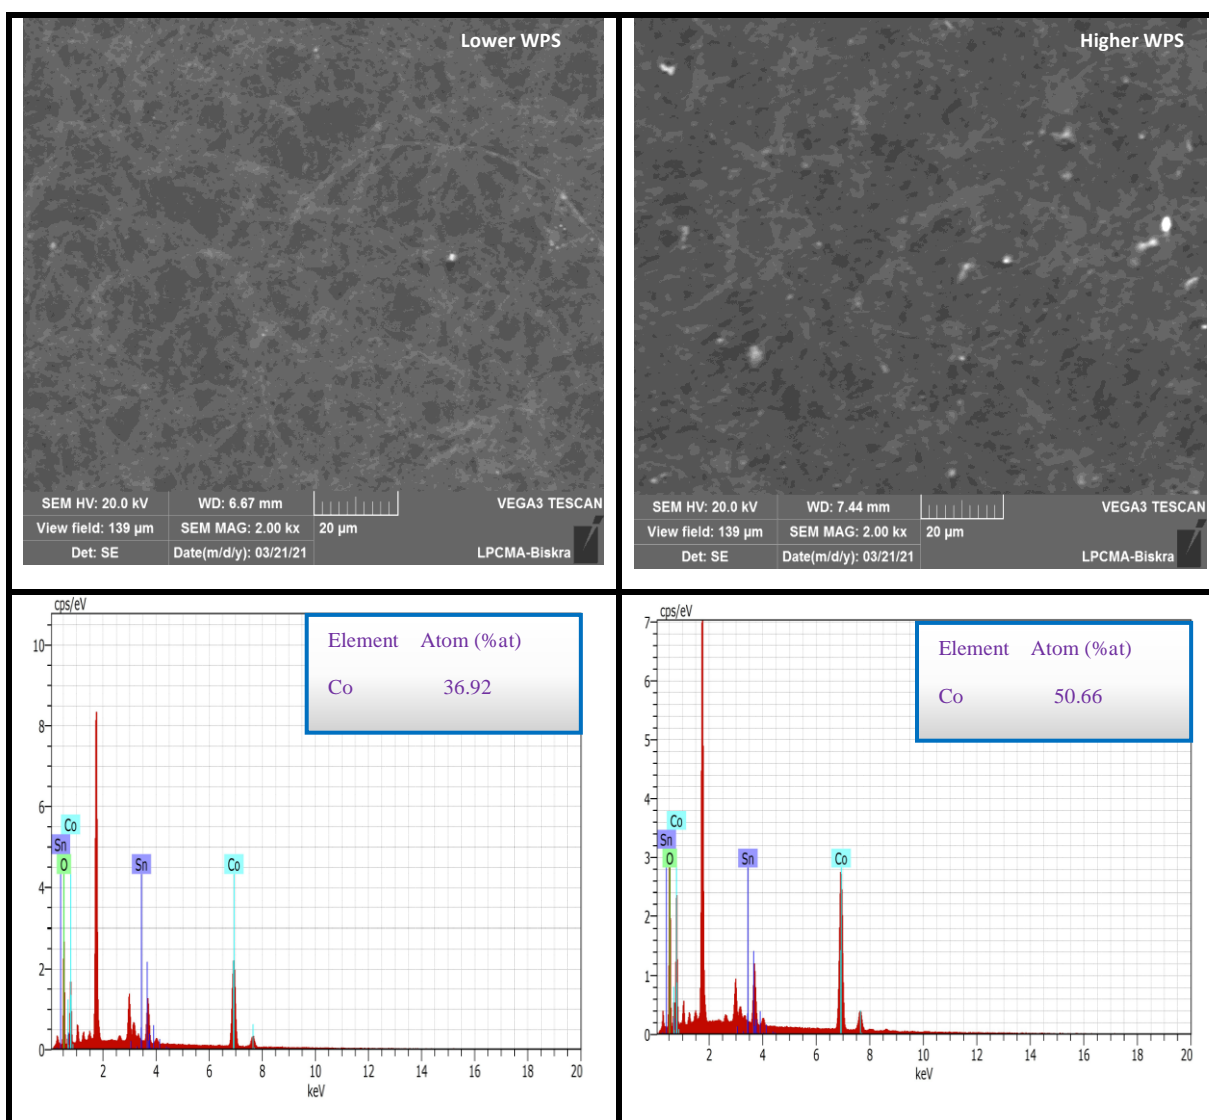 Lower WPS
SEM HV: 20.0 kV
WD: 6.67 mm
VEGA3 TESCAN
View field: 139 µm
SEM MAG: 2.00 kx
20 µm
Det: SE
Date(m/d/y): 03/21/21
LPCMA-Biskra
Higher WPS
SEM HV: 20.0 kV
WD: 7.44 mm
VEGA3 TESCAN
View field: 139 µm
SEM MAG: 2.00 kx
20 µm
Det: SE
Date(m/d/y): 03/21/21
LPCMA-Biskra
cps/eV
Element Atom (%at)
Co 36.92
10
8
6
4
2
0
Co
Sn
O
Sn
Co
2 4 6 8 10 12 14 16 18 20
keV
cps/eV
Element Atom (%at)
Co 50.66
7
6
5
4
3
2
1
0
Co
Sn
O
Sn
Co
2 4 6 8 10 12 14 16 18 20
keV